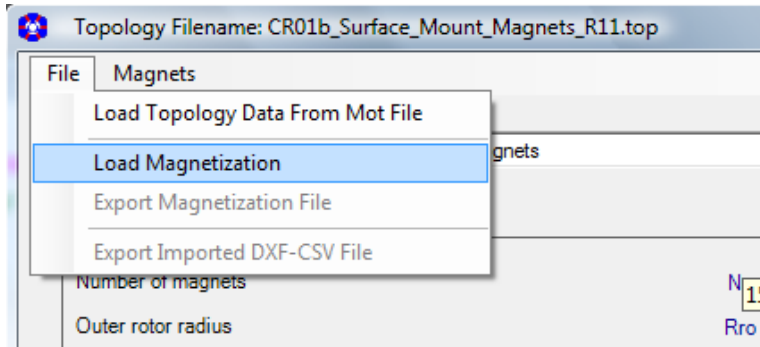 Topology Filename: CR01b_Surface_Mount_Magnets_R11.top
File Magnets
Load Topology Data From Mot File
Load Magnetization
gnets
Export Magnetization File
Export Imported DXF-CSV File
Number of magnets N
Outer rotor radius Rro